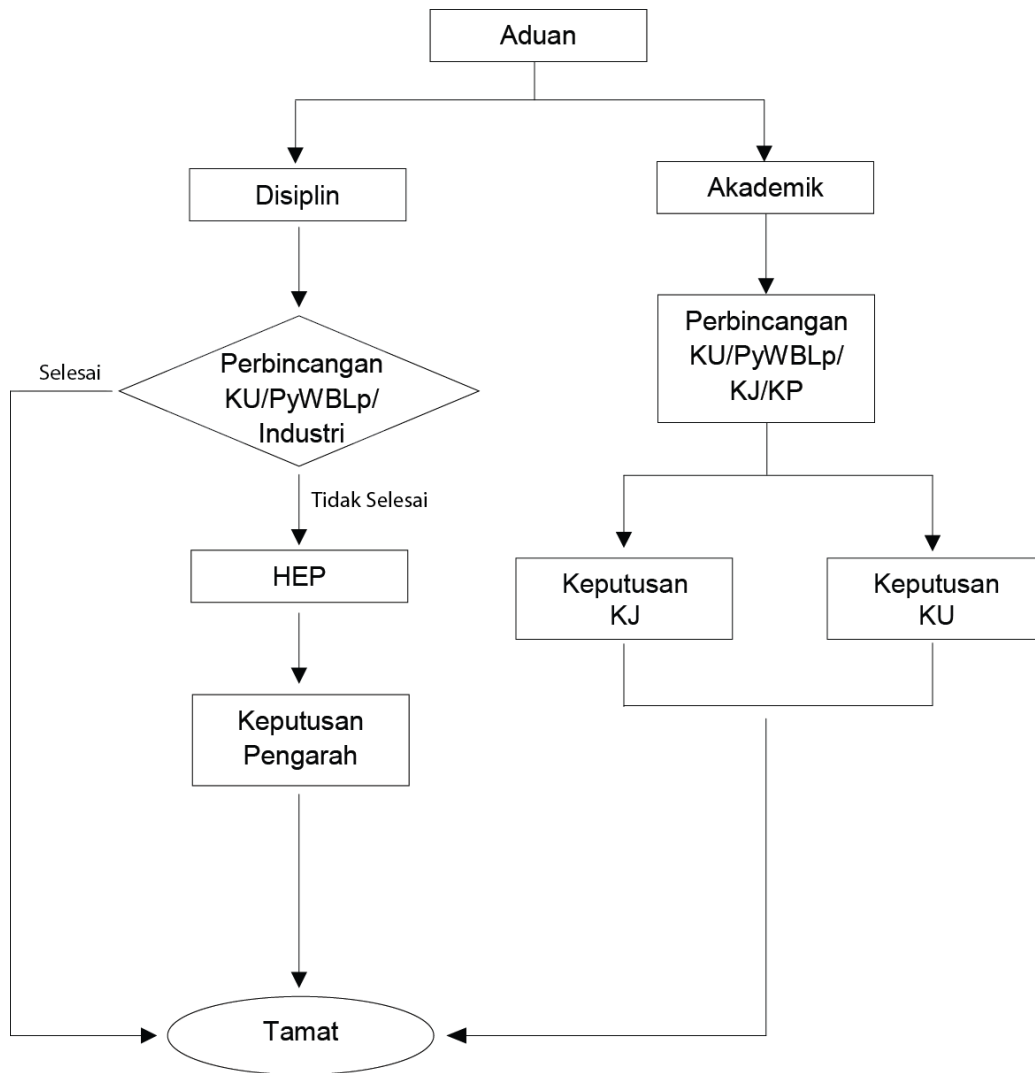 Aduan
Disiplin
Akademik
Perbincangan
KU/PyWBLp/
Industri
Selesai
Tidak Selesai
Perbincangan
KU/PyWBLp/
KJ/KP
HEP
Keputusan
KJ
Keputusan
KU
Keputusan
Pengarah
Tamat